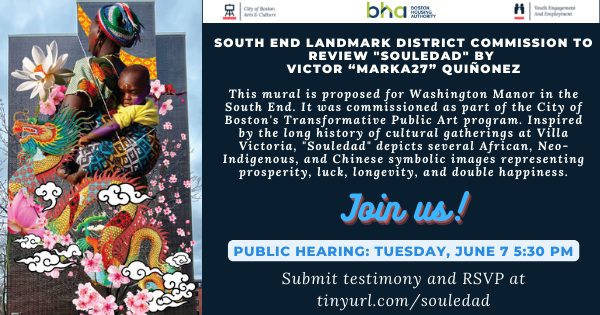 City of Boston
Arts & Culture
bha
BOSTON
HOUSING
AUTHORITY
Youth Engagement
And Employment
SOUTH END LANDMARK DISTRICT COMMISSION TO
REVIEW "SOULEDAD" BY
VICTOR “MARKA27” QUIÑONEZ
This mural is proposed for Washington Manor in the
South End. It was commissioned as part of the City of
Boston's Transformative Public Art program. Inspired
by the long history of cultural gatherings at Villa
Victoria, "Souledad" depicts several African, Neo-
Indigenous, and Chinese symbolic images representing
prosperity, luck, longevity, and double happiness.
Join us!
PUBLIC HEARING: TUESDAY, JUNE 7 5:30 PM
Submit testimony and RSVP at
tinyurl.com/souledad